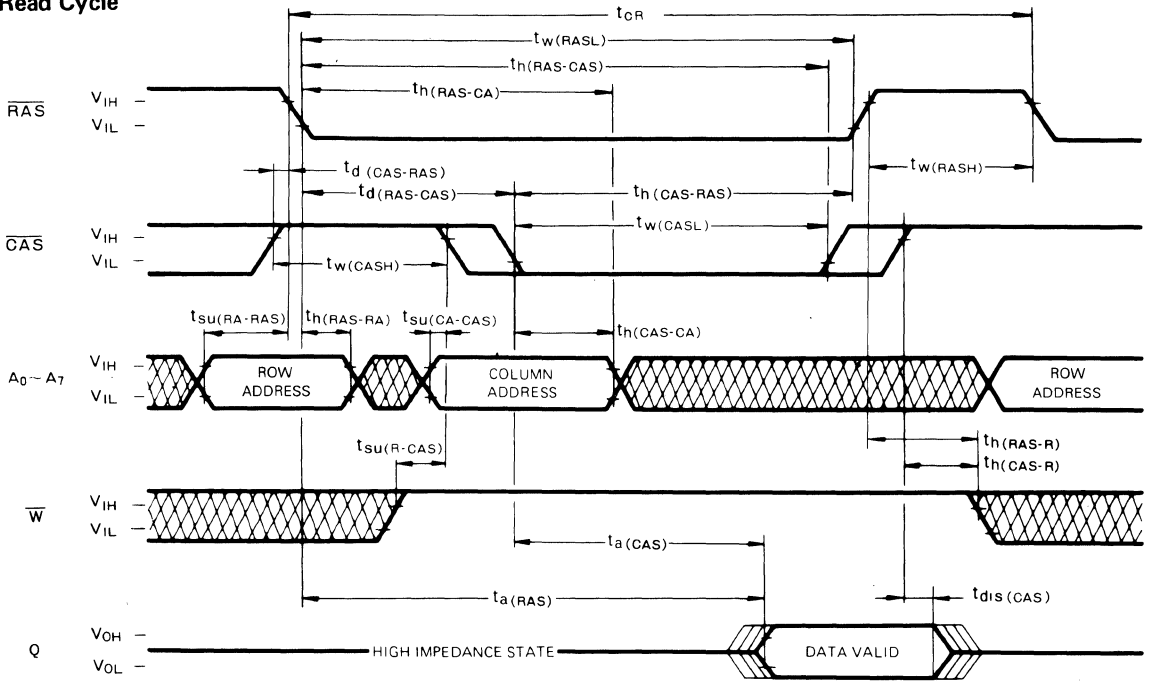 Read Cycle
tCR
tw(RASL)
th(RAS-CAS)
th(RAS-CA)
RAS
VIH
VIL
tw(RASH)
td(CAS-RAS)
td(RAS-CAS)
th(CAS-RAS)
CAS
VIH
VIL
tw(CASL)
tw(CASH)
tsu(RA-RAS)
th(RAS-RA)
tsu(CA-CAS)
th(CAS-CA)
A0~A7
VIH
VIL
ROW
ADDRESS
COLUMN
ADDRESS
ROW
ADDRESS
tsu(R-CAS)
th(RAS-R)
th(CAS-R)
W
VIH
VIL
ta(CAS)
ta(RAS)
tdis(CAS)
Q
VOH
VOL
HIGH IMPEDANCE STATE
DATA VALID